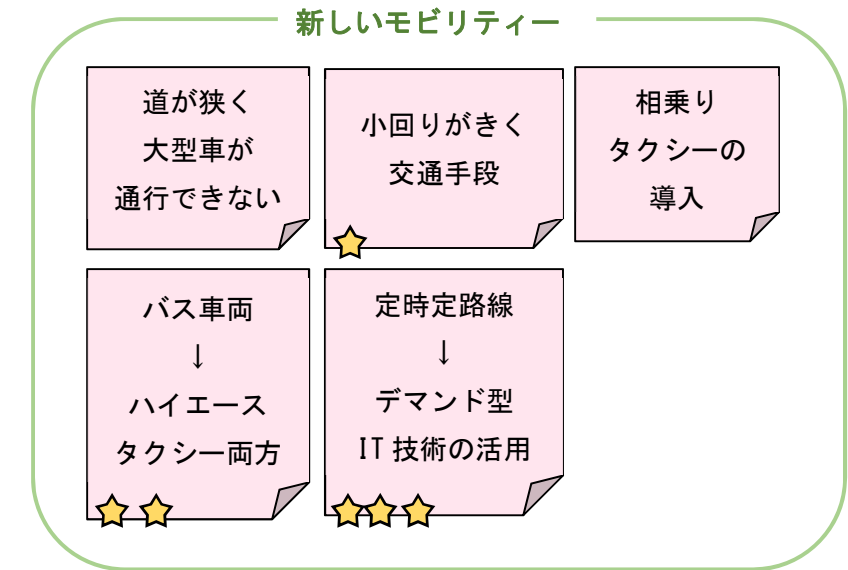 新しいモビリティー
道が狭く
大型車が
通行できない
小回りがきく
交通手段
相乗り
タクシーの
導入
バス車両
↓
ハイエース
タクシー両方
定時定路線
↓
デマンド型
IT技術の活用